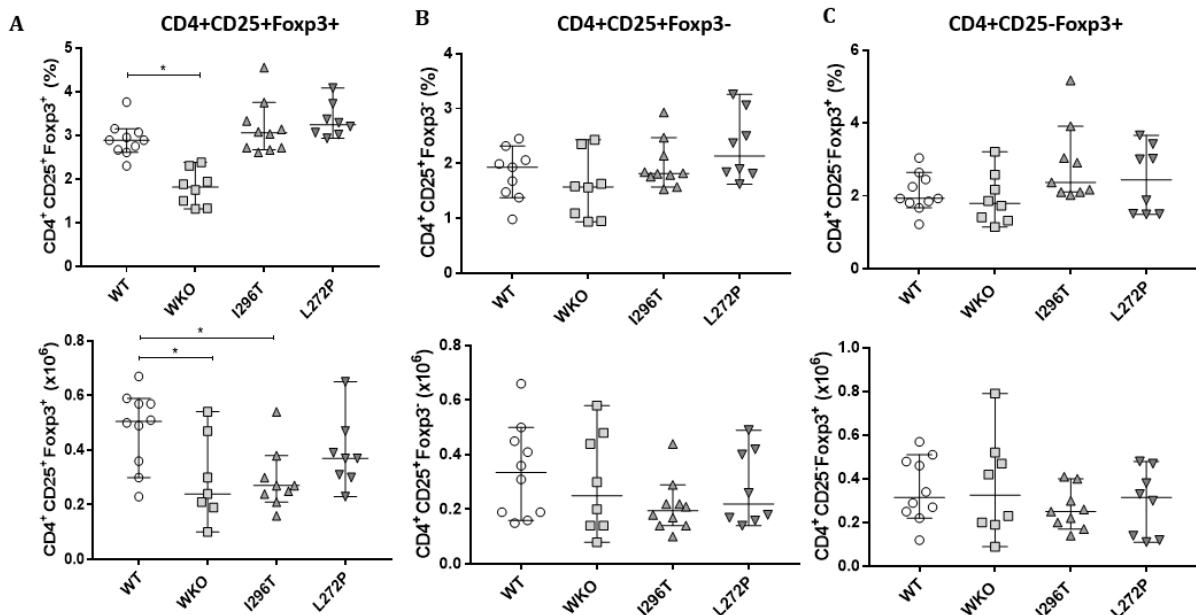 A
CD4+CD25+Foxp3+
CD4⁺ CD25⁺ Foxp3⁺ (%)
5
4
3
2
1
0
*
WT
WKO
I296T
L272P
B
CD4+CD25+Foxp3-
CD4⁺ CD25⁺ Foxp3⁻ (%)
4
3
2
1
0
WT
WKO
I296T
L272P
C
CD4+CD25-Foxp3+
CD4⁺ CD25⁻Foxp3⁺ (%)
6
4
2
0
WT
WKO
I296T
L272P
CD4⁺ CD25⁺ Foxp3⁺ (x10⁶)
0.8
0.6
0.4
0.2
0.0
*
*
WT
WKO
I296T
L272P
CD4⁺ CD25⁺ Foxp3⁻ (x10⁶)
0.8
0.6
0.4
0.2
0.0
WT
WKO
I296T
L272P
CD4⁺ CD25⁻Foxp3⁺ (x10⁶)
1.0
0.8
0.6
0.4
0.2
0.0
WT
WKO
I296T
L272P